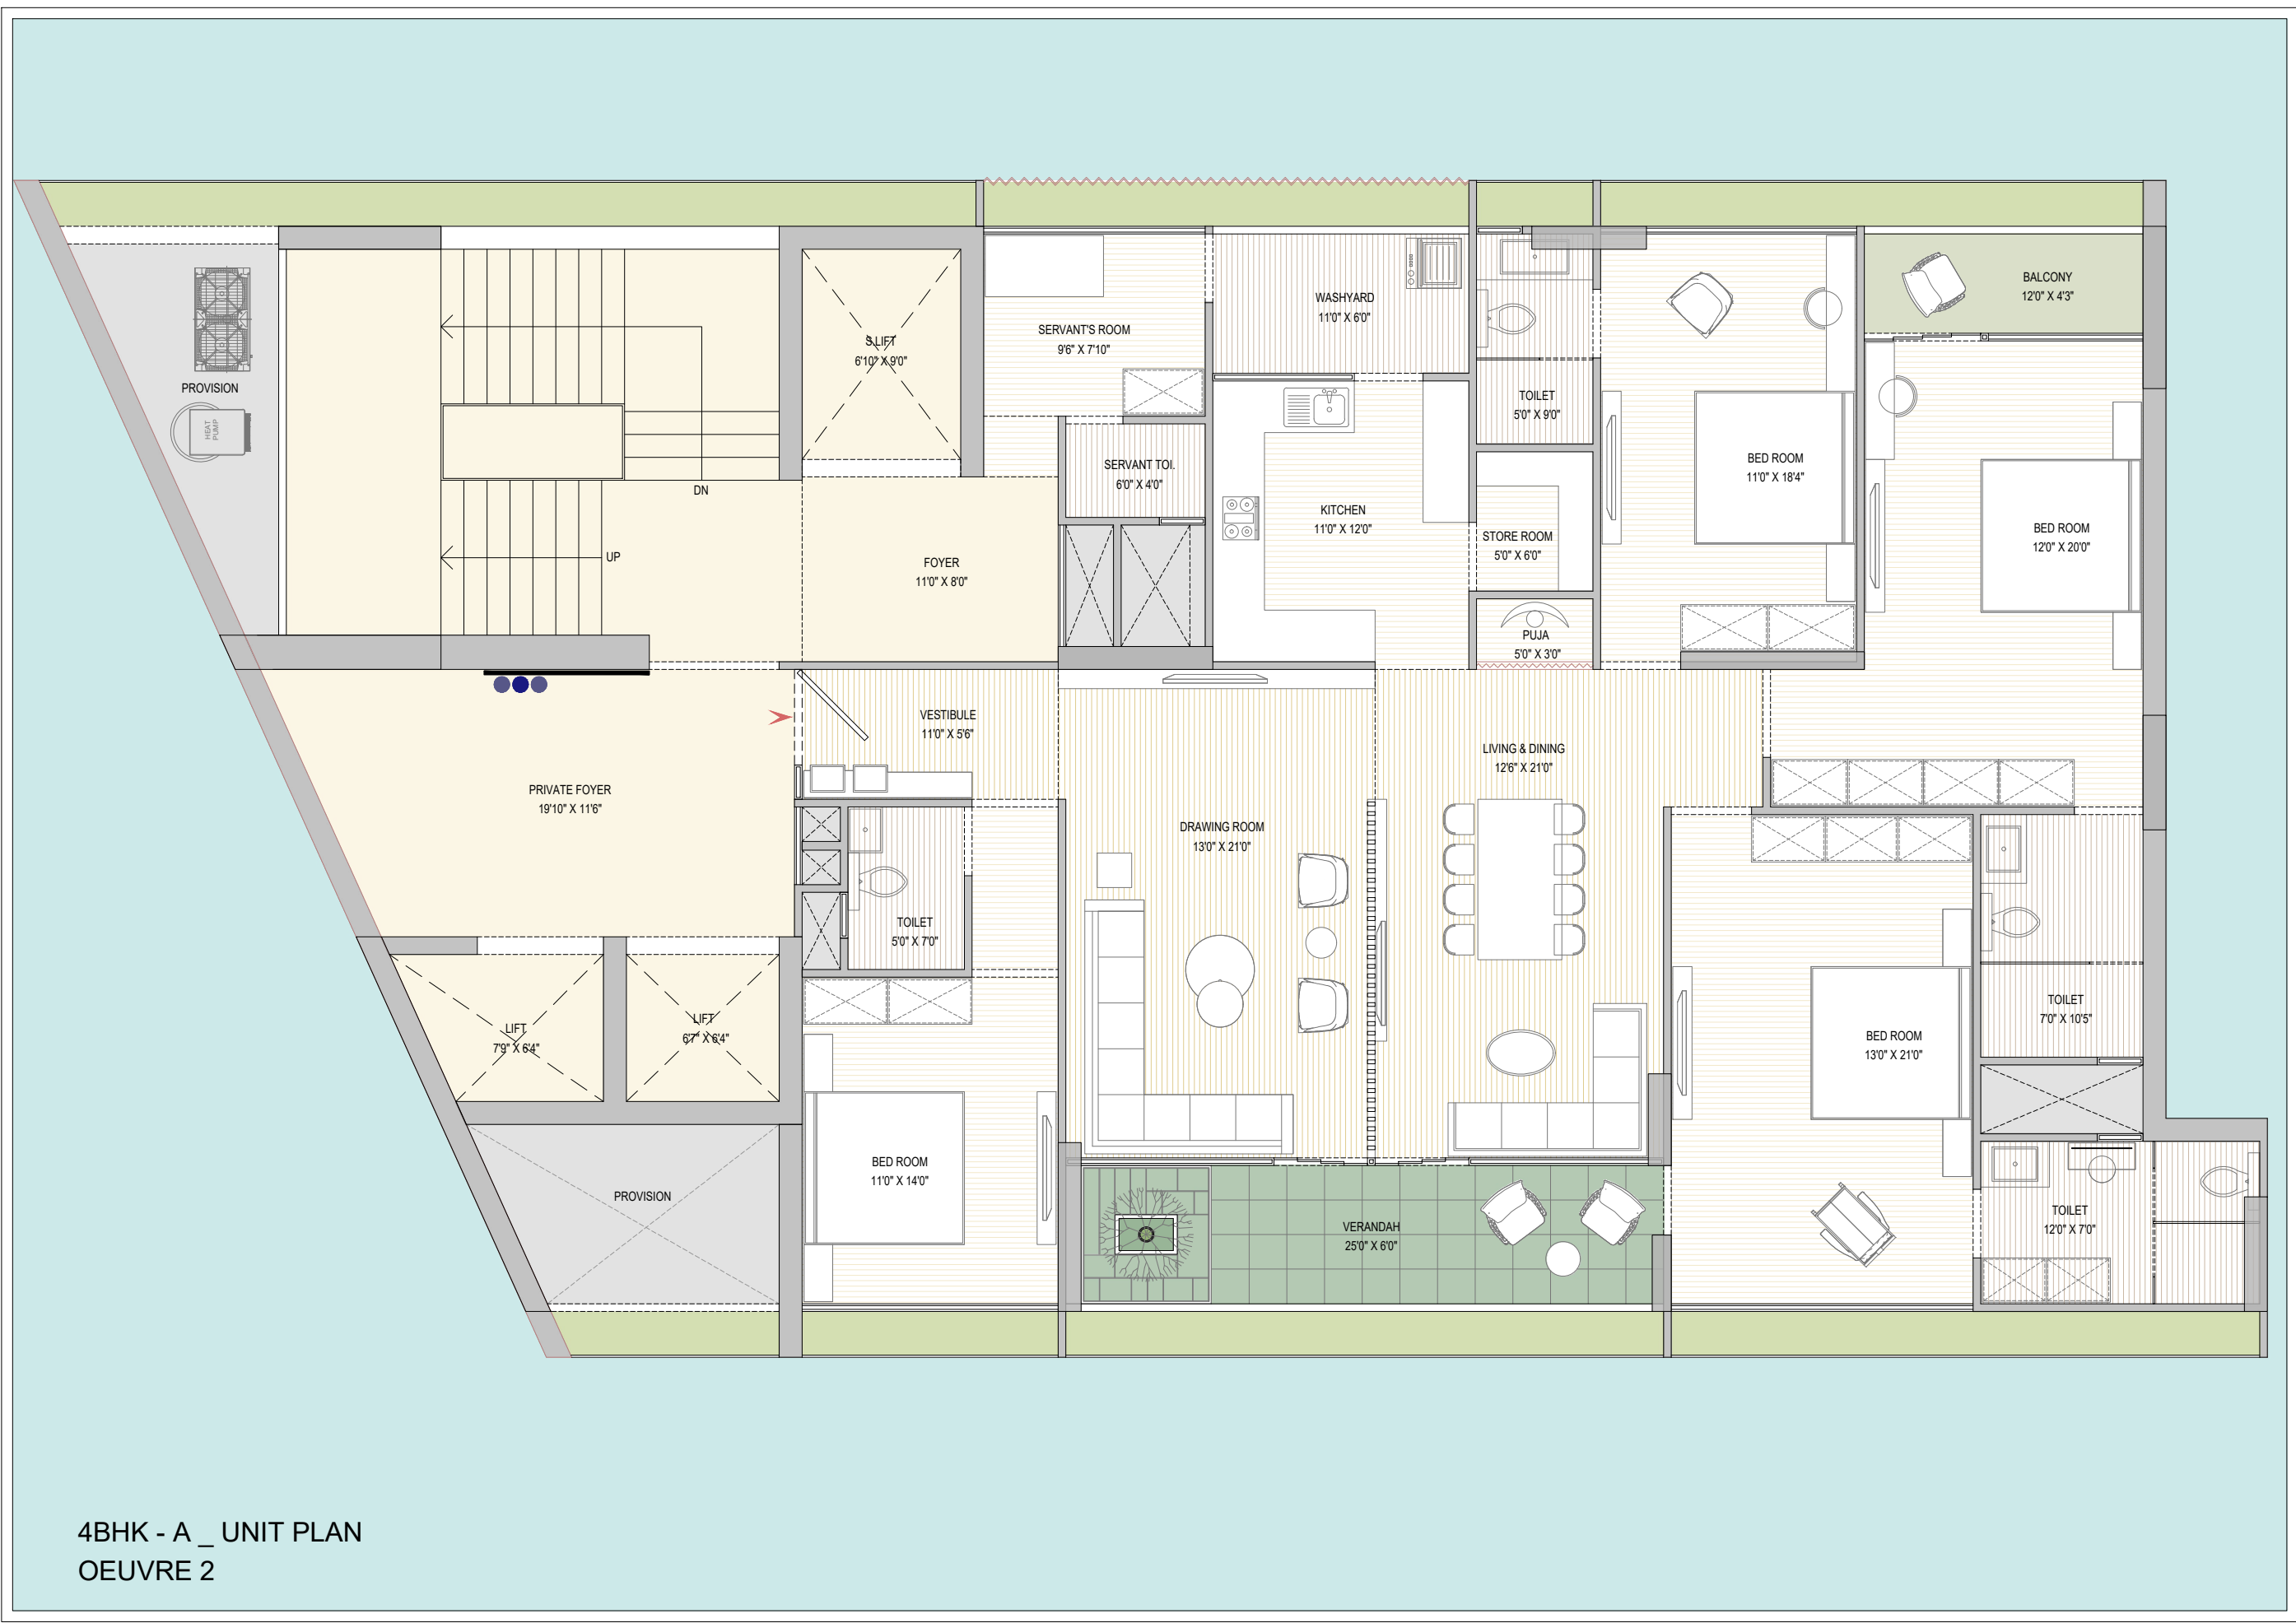 BALCONY
12'0" X 4'3"
WASHYARD
11'0" X 6'0"
SERVANT'S ROOM
9'6" X 7'10"
S.LIFT
6'10" X 9'0"
PROVISION
HEAT
PUMP
TOILET
5'0" X 9'0"
SERVANT TOI.
6'0" X 4'0"
BED ROOM
11'0" X 18'4"
DN
KITCHEN
11'0" X 12'0"
BED ROOM
12'0" X 20'0"
STORE ROOM
5'0" X 6'0"
UP
FOYER
11'0" X 8'0"
PUJA
5'0" X 3'0"
VESTIBULE
11'0" X 5'6"
LIVING & DINING
12'6" X 21'0"
PRIVATE FOYER
19'10" X 11'6"
DRAWING ROOM
13'0" X 21'0"
TOILET
5'0" X 7'0"
TOILET
7'0" X 10'5"
LIFT
7'9" X 6'4"
LIFT
6'7" X 6'4"
BED ROOM
13'0" X 21'0"
BED ROOM
11'0" X 14'0"
PROVISION
VERANDAH
25'0" X 6'0"
TOILET
12'0" X 7'0"
4BHK - A _ UNIT PLAN
OEUVRE 2